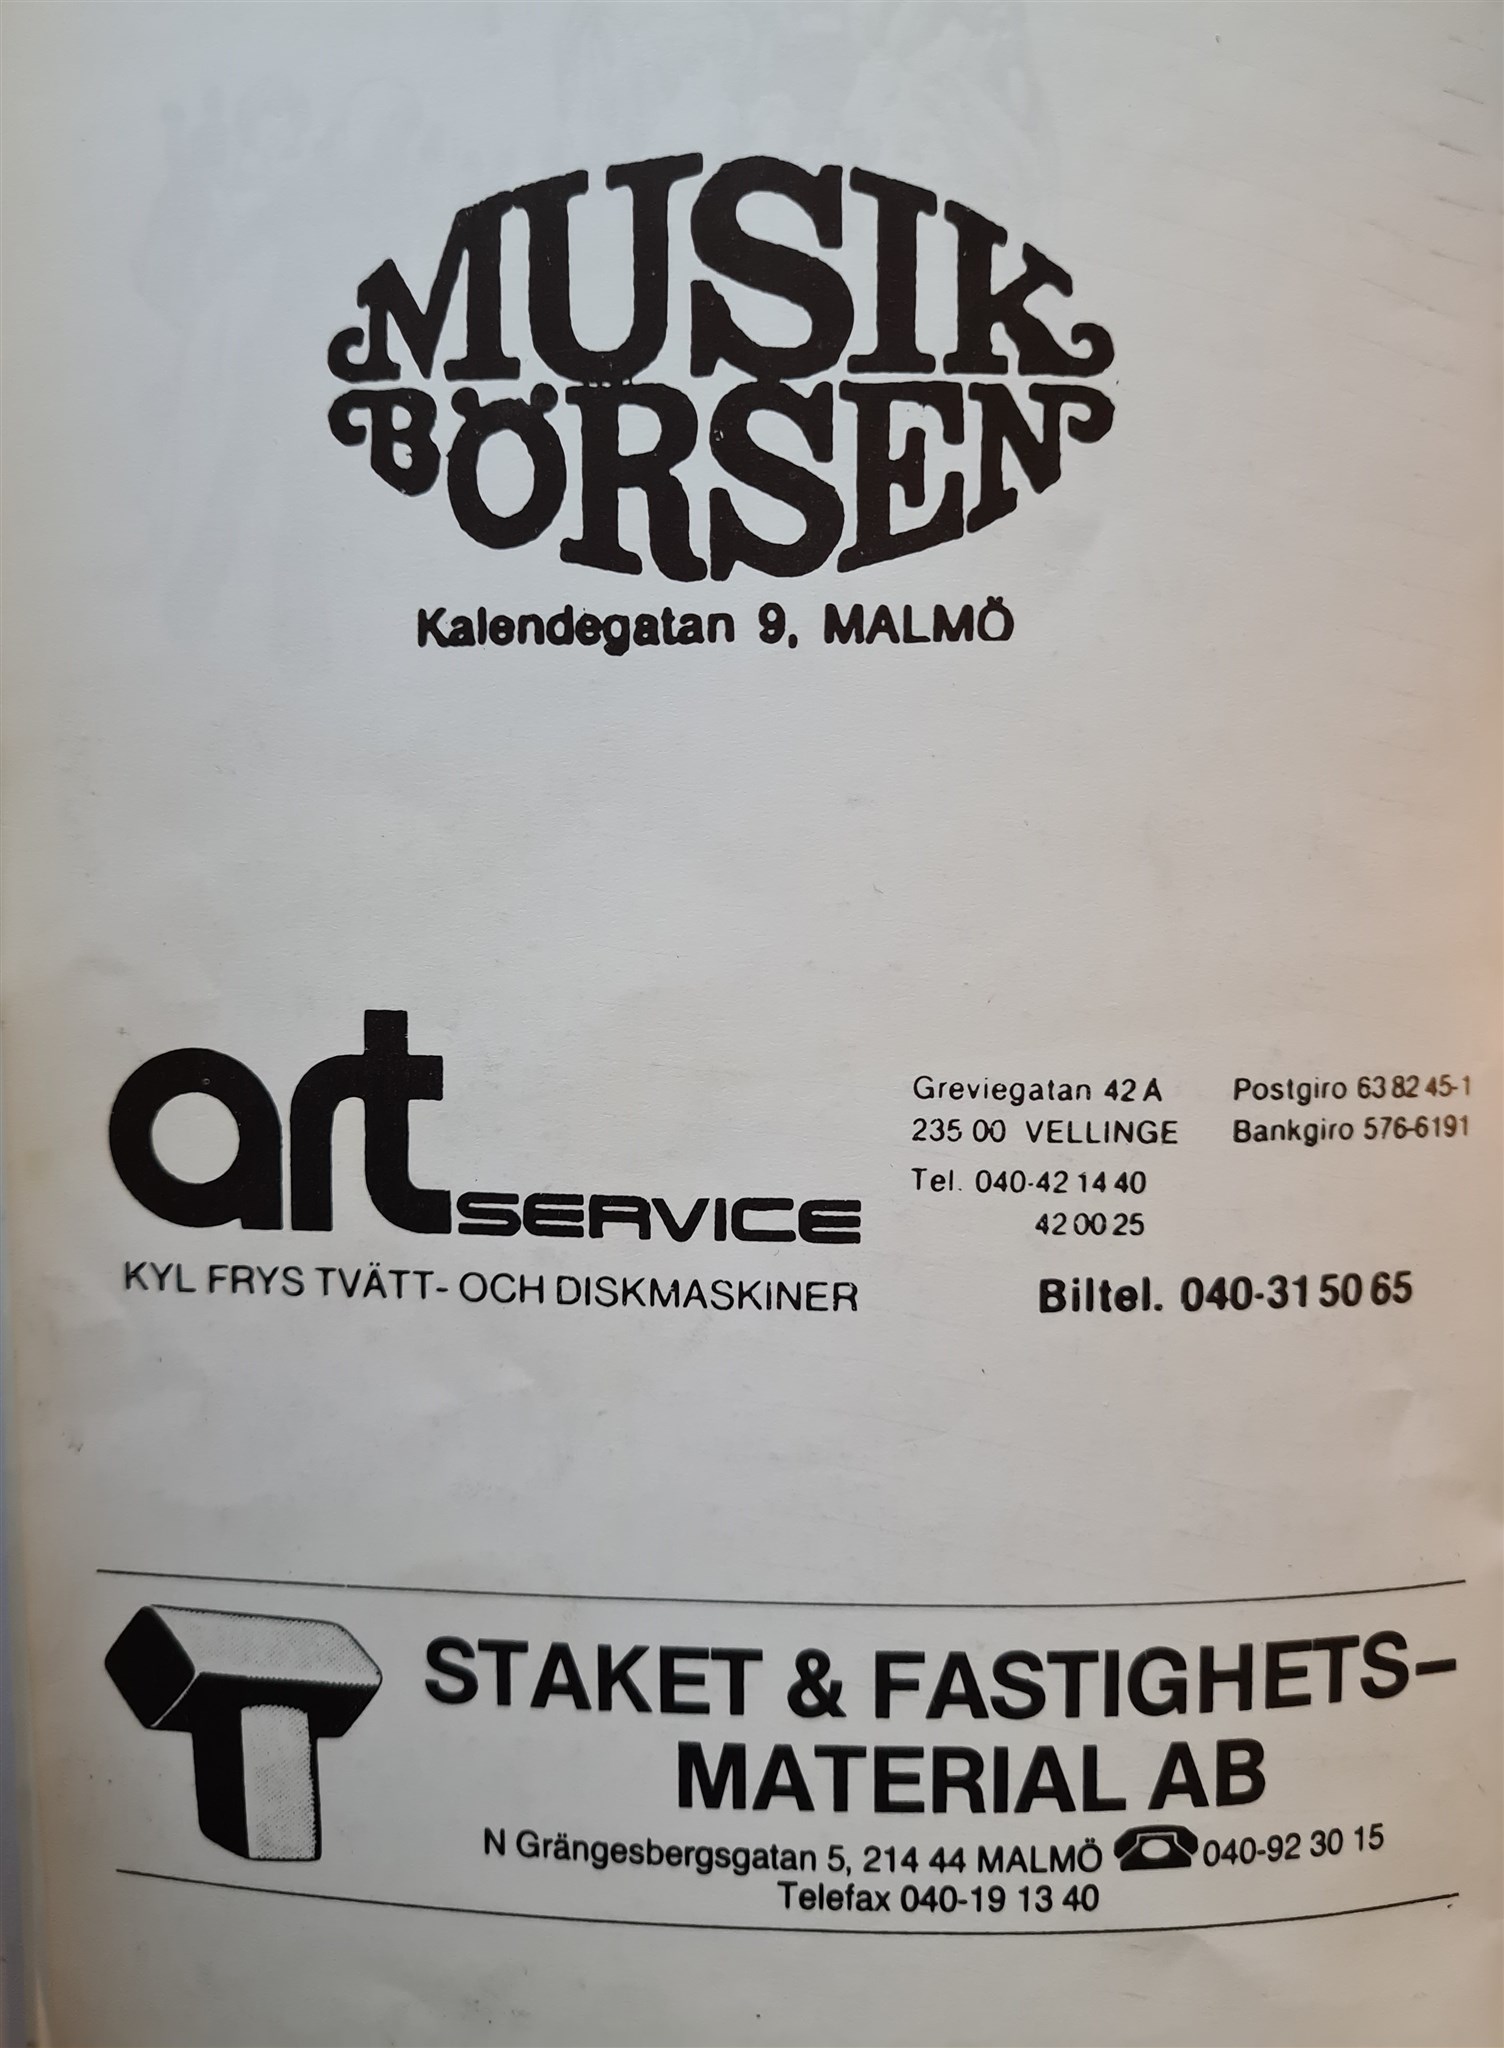 MUSIK
BÖRSEN
Kalendegatan 9, MALMÖ
art SERVICE
KYL FRYS TVÄTT- OCH DISKMASKINER
Greviegatan 42 A
235 00 VELLINGE
Tel. 040-42 14 40
42 00 25
Postgiro 63 82 45-1
Bankgiro 576-6191
Biltel. 040-31 50 65
STAKET & FASTIGHETS-
MATERIAL AB
N Grängesbergsgatan 5, 214 44 MALMÖ 040-92 30 15
Telefax 040-19 13 40